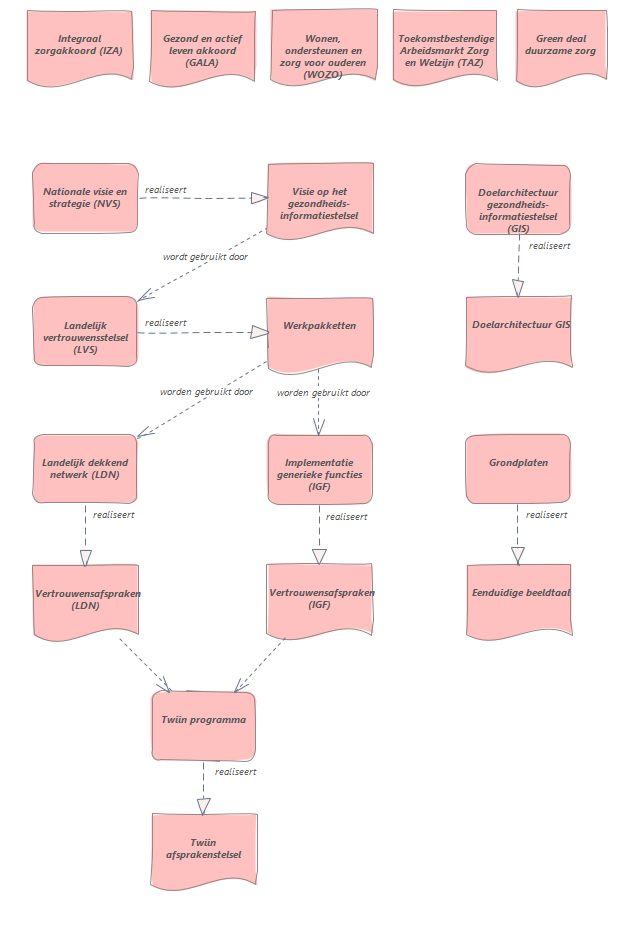 Integraal
zorgakkoord (IZA)
Gezond en actief
leven akkoord
(GALA)
Wonen,
ondersteunen en
zorg voor ouderen
(WOZO)
Toekomstbestendige
Arbeidsmarkt Zorg
en Welzijn (TAZ)
Green deal
duurzame zorg
Nationale visie en
strategie (NVS)
realiseert
Visie op het
gezondheids-
informatiestelsel
Doelarchitectuur
gezondheids-
informatiestelsel
(GIS)
realiseert
wordt gebruikt door
Landelijk
vertrouwensstelsel
(LVS)
realiseert
Werkpakketten
Doelarchitectuur GIS
worden gebruikt door
worden gebruikt door
Landelijk dekkend
netwerk (LDN)
Implementatie
generieke functies
(IGF)
Grondplaten
realiseert
realiseert
realiseert
Vertrouwensafspraken
(LDN)
Vertrouwensafspraken
(IGF)
Eenduidige beeldtaal
Twiin programma
realiseert
Twiin
afsprakenstelsel